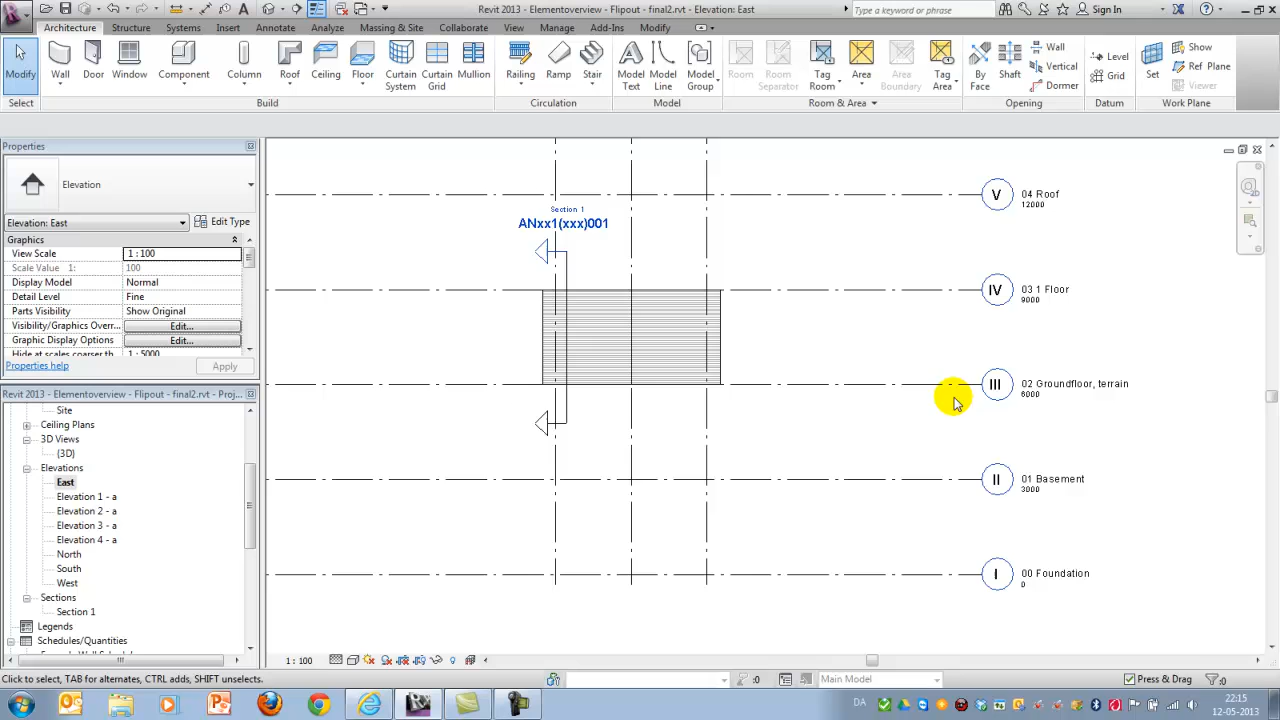 Revit 2013 - Elementoverview - Flipout - final2.rvt - Elevation: East
Type a keyword or phrase
Sign In
Architecture
Structure
Systems
Insert
Annotate
Analyze
Massing & Site
Collaborate
View
Manage
Add-Ins
Modify
Modify
Wall
Door
Window
Component
Column
Roof
Ceiling
Floor
Curtain System
Curtain Grid
Mullion
Railing
Ramp
Stair
Model Text
Model Line
Model Group
Room
Room Separator
Tag Room
Area
Area Boundary
Tag Area
By Face
Shaft
Wall
Vertical
Dormer
Level
Grid
Set
Show
Ref Plane
Viewer
Select
Build
Circulation
Model
Room & Area
Opening
Datum
Work Plane
Properties
Elevation
Elevation: East
Edit Type
Graphics
View Scale 1 : 100
Scale Value 1: 100
Display Model Normal
Detail Level Fine
Parts Visibility Show Original
Visibility/Graphics Overr... Edit...
Graphic Display Options Edit...
Hide at scales coarser th... 1 : 5000
Properties help
Apply
Revit 2013 - Elementoverview - Flipout - final2.rvt - Proj...
Site
Ceiling Plans
3D Views
(3D)
Elevations
East
Elevation 1 - a
Elevation 2 - a
Elevation 3 - a
Elevation 4 - a
North
South
West
Sections
Section 1
Legends
Schedules/Quantities
Section 1
ANxx1(xxx)001
V
04 Roof
12000
IV
03 1 Floor
9000
III
02 Groundfloor, terrain
6000
II
01 Basement
3000
I
00 Foundation
0
1 : 100
Click to select, TAB for alternates, CTRL adds, SHIFT unselects.
:0
Main Model
Press & Drag
:0
DA
22:15
12-05-2013